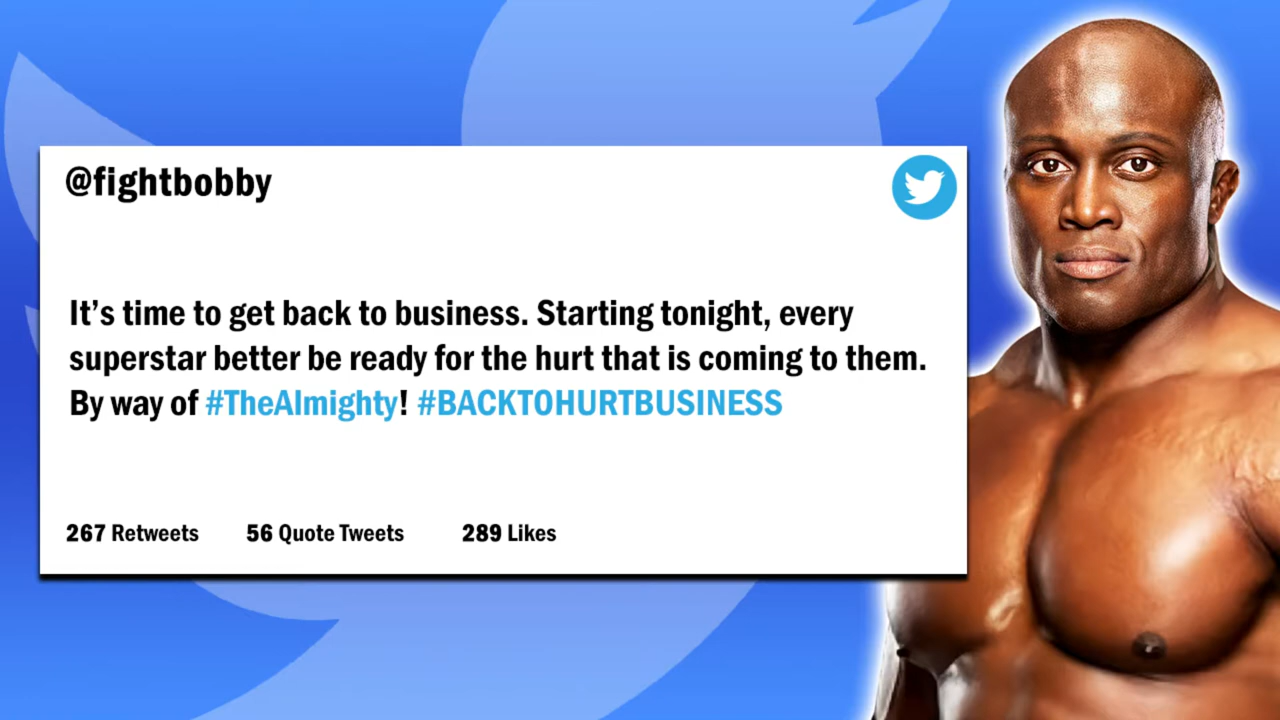 @fightbobby
It’s time to get back to business. Starting tonight, every
superstar better be ready for the hurt that is coming to them.
By way of #TheAlmighty! #BACKTOHURTBUSINESS
267 Retweets 56 Quote Tweets 289 Likes